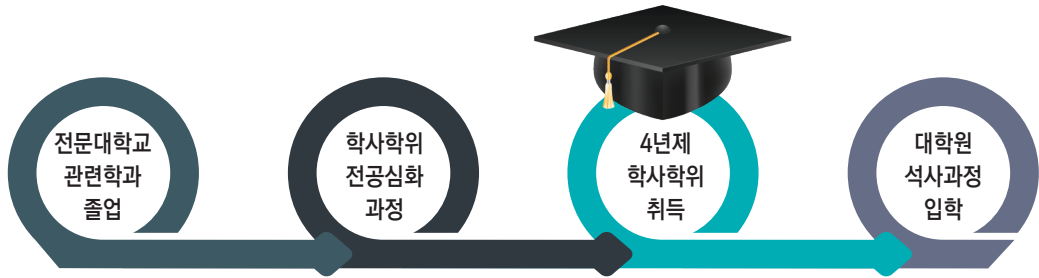 전문대학교
관련학과
졸업
학사학위
전공심화
과정
4년제
학사학위
취득
대학원
석사과정
입학